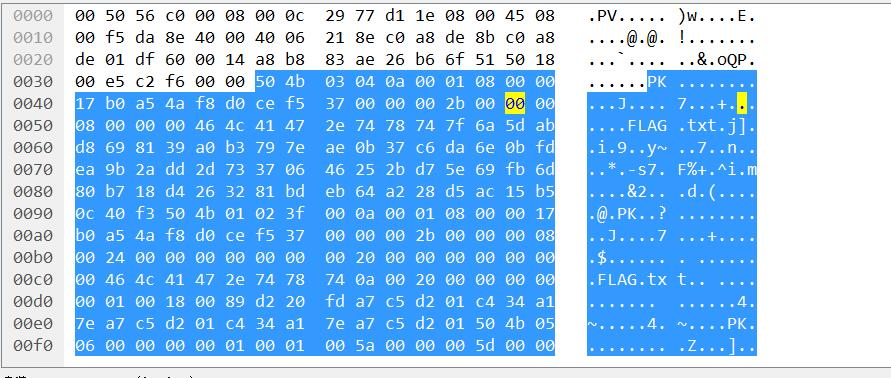 0000 00 50 56 c0 00 08 00 0c 29 77 d1 1e 08 00 45 08 .PV..... )w....E.
0010 00 f5 da 8e 40 00 40 06 21 8e c0 a8 de 8b c0 a8 ....@.@. !.......
0020 de 01 df 60 00 14 a8 b8 83 ae 26 b6 6f 51 50 18 ...`.... ..&.oQP.
0030 00 e5 c2 f6 00 00 50 4b 03 04 0a 00 01 08 00 00 ......PK ........
0040 17 b0 a5 4a f8 d0 ce f5 37 00 00 00 2b 00 00 00 ...J.... 7...+...
0050 08 00 00 00 46 4c 41 47 2e 74 78 74 7f 6a 5d ab ....FLAG .txt.j].
0060 d8 69 81 39 a0 b3 79 7e ae 0b 37 c6 da 6e 0b fd .i.9..y~ ..7..n..
0070 ea 9b 2a dd 2d 73 37 06 46 25 2b d7 5e 69 fb 6d ..*.-s7. F%+.^i.m
0080 80 b7 18 d4 26 32 81 bd eb 64 a2 28 d5 ac 15 b5 ....&2.. .d.(....
0090 0c 40 f3 50 4b 01 02 3f 00 0a 00 01 08 00 00 17 .@.PK..? ........
00a0 b0 a5 4a f8 d0 ce f5 37 00 00 00 2b 00 00 00 08 ..J....7 ...+....
00b0 00 24 00 00 00 00 00 00 00 20 00 00 00 00 00 00 .$...... . ......
00c0 00 46 4c 41 47 2e 74 78 74 0a 00 20 00 00 00 00 .FLAG.tx t.. ....
00d0 00 01 00 18 00 89 d2 20 fd a7 c5 d2 01 c4 34 a1 ....... ......4.
00e0 7e a7 c5 d2 01 c4 34 a1 7e a7 c5 d2 01 50 4b 05 ~.....4. ~....PK.
00f0 06 00 00 00 00 01 00 01 00 5a 00 00 00 5d 00 00 ........ .Z...]..